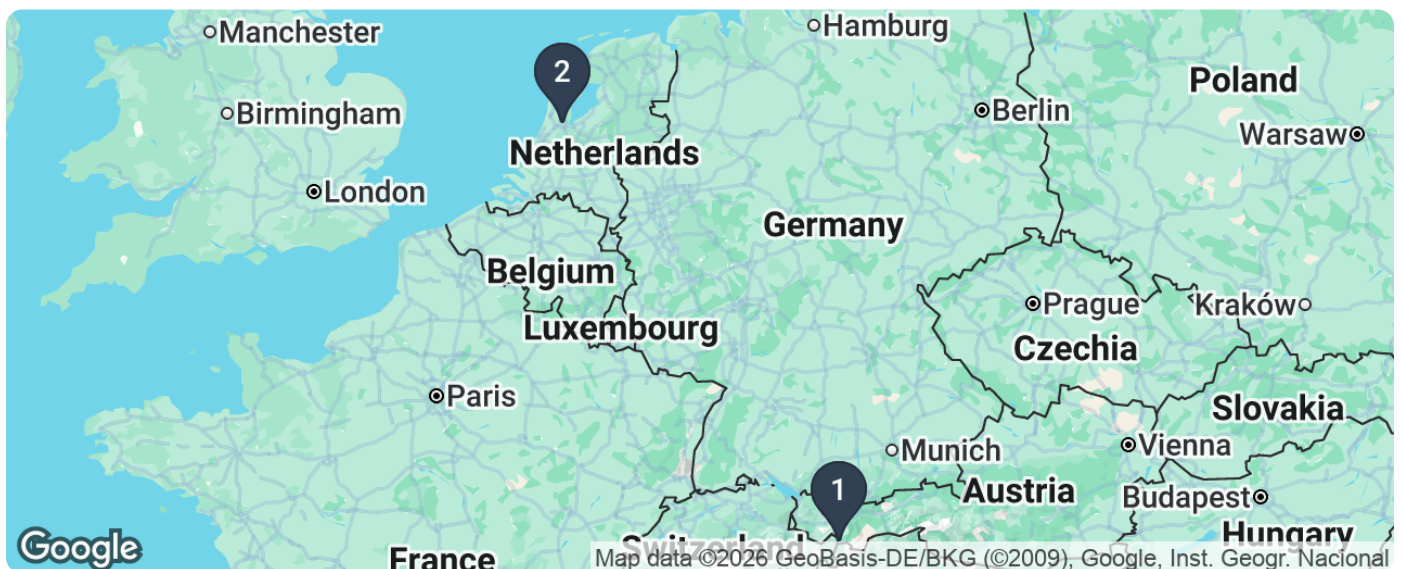 Manchester
Hamburg
Poland
Birmingham
2
Berlin
Warsaw
Netherlands
London
Germany
Belgium
Prague
Kraków
Luxembourg
Czechia
Paris
Slovakia
Munich
Vienna
1
Austria
Budapest
Hungary
Switzerland
Google
France
Map data ©2026 GeoBasis-DE/BKG (©2009), Google, Inst. Geogr. Nacional